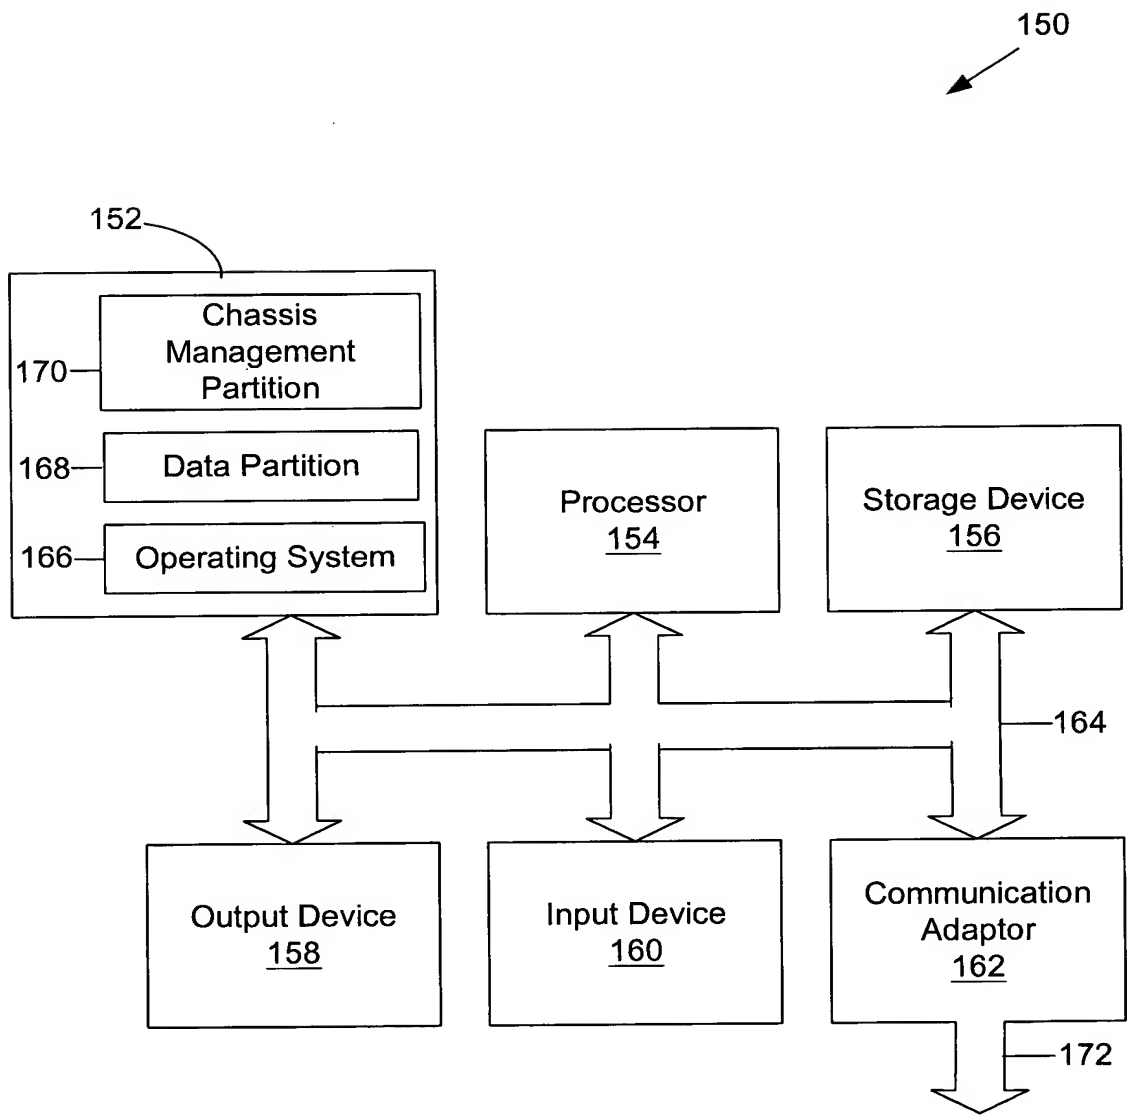 150
152
Chassis
Management
Partition
170
Data Partition
168
Operating System
166
Processor
154
Storage Device
156
164
Output Device
158
Input Device
160
Communication
Adaptor
162
172